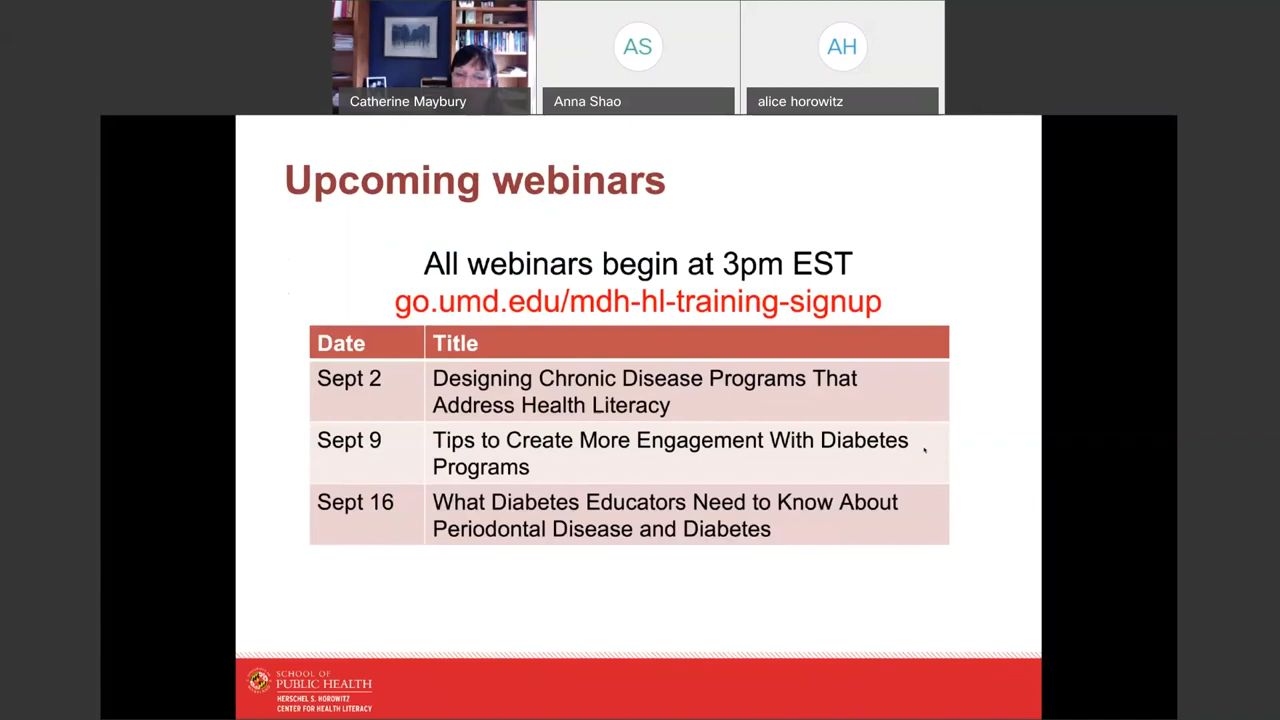 AS
AH
Catherine Maybury
Anna Shao
alice horowitz
Upcoming webinars
All webinars begin at 3pm EST
go.umd.edu/mdh-hl-training-signup
Date Title
Sept 2 Designing Chronic Disease Programs That
Address Health Literacy
Sept 9 Tips to Create More Engagement With Diabetes
Programs
Sept 16 What Diabetes Educators Need to Know About
Periodontal Disease and Diabetes
SCHOOL OF
PUBLIC HEALTH
HERSCHEL S. HOROWITZ
CENTER FOR HEALTH LITERACY